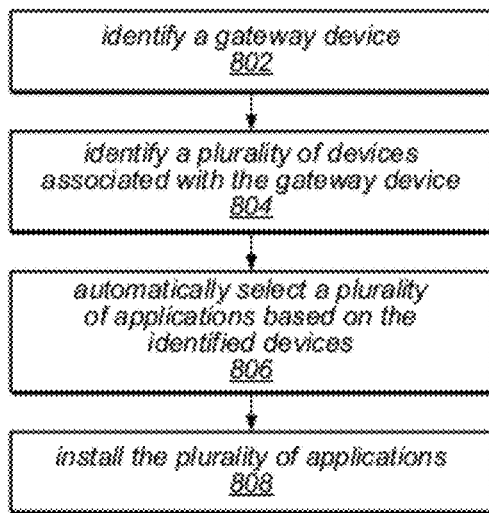 identify a gateway device
802
identify a plurality of devices
associated with the gateway device
804
automatically select a plurality
of applications based on the
identified devices
806
install the plurality of applications
808